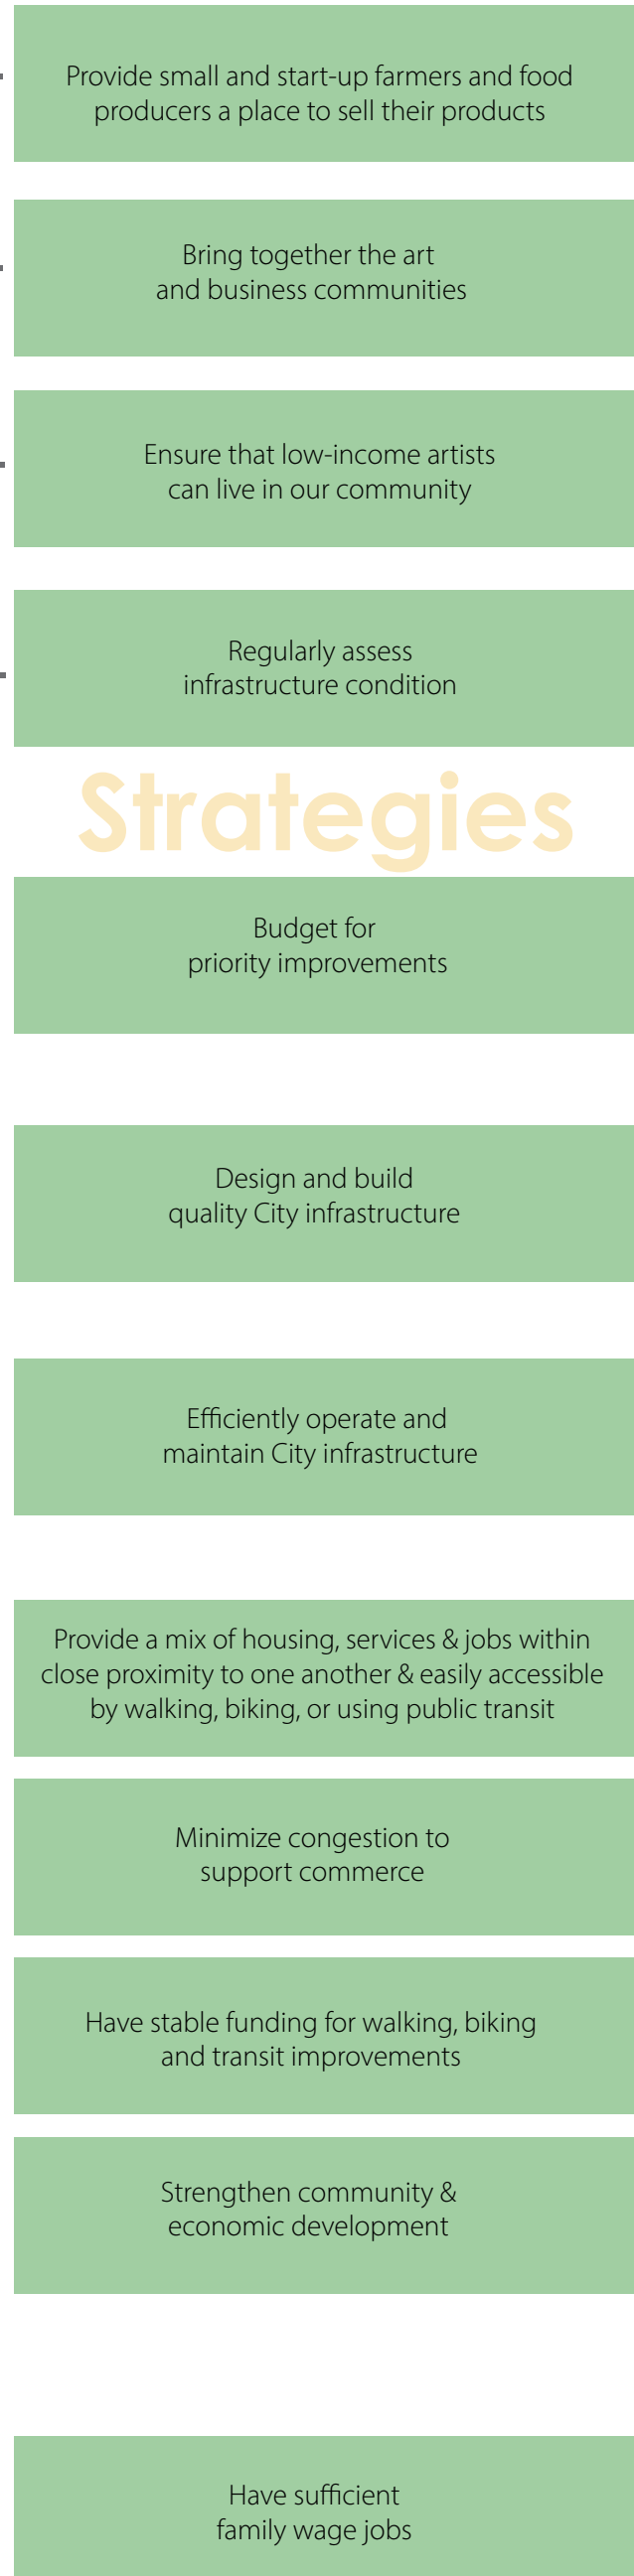 Provide small and start-up farmers and food
producers a place to sell their products
Bring together the art
and business communities
Ensure that low-income artists
can live in our community
Regularly assess
infrastructure condition
Strategies
Budget for
priority improvements
Design and build
quality City infrastructure
Efficiently operate and
maintain City infrastructure
Provide a mix of housing, services & jobs within
close proximity to one another & easily accessible
by walking, biking, or using public transit
Minimize congestion to
support commerce
Have stable funding for walking, biking
and transit improvements
Strengthen community &
economic development
Have sufficient
family wage jobs